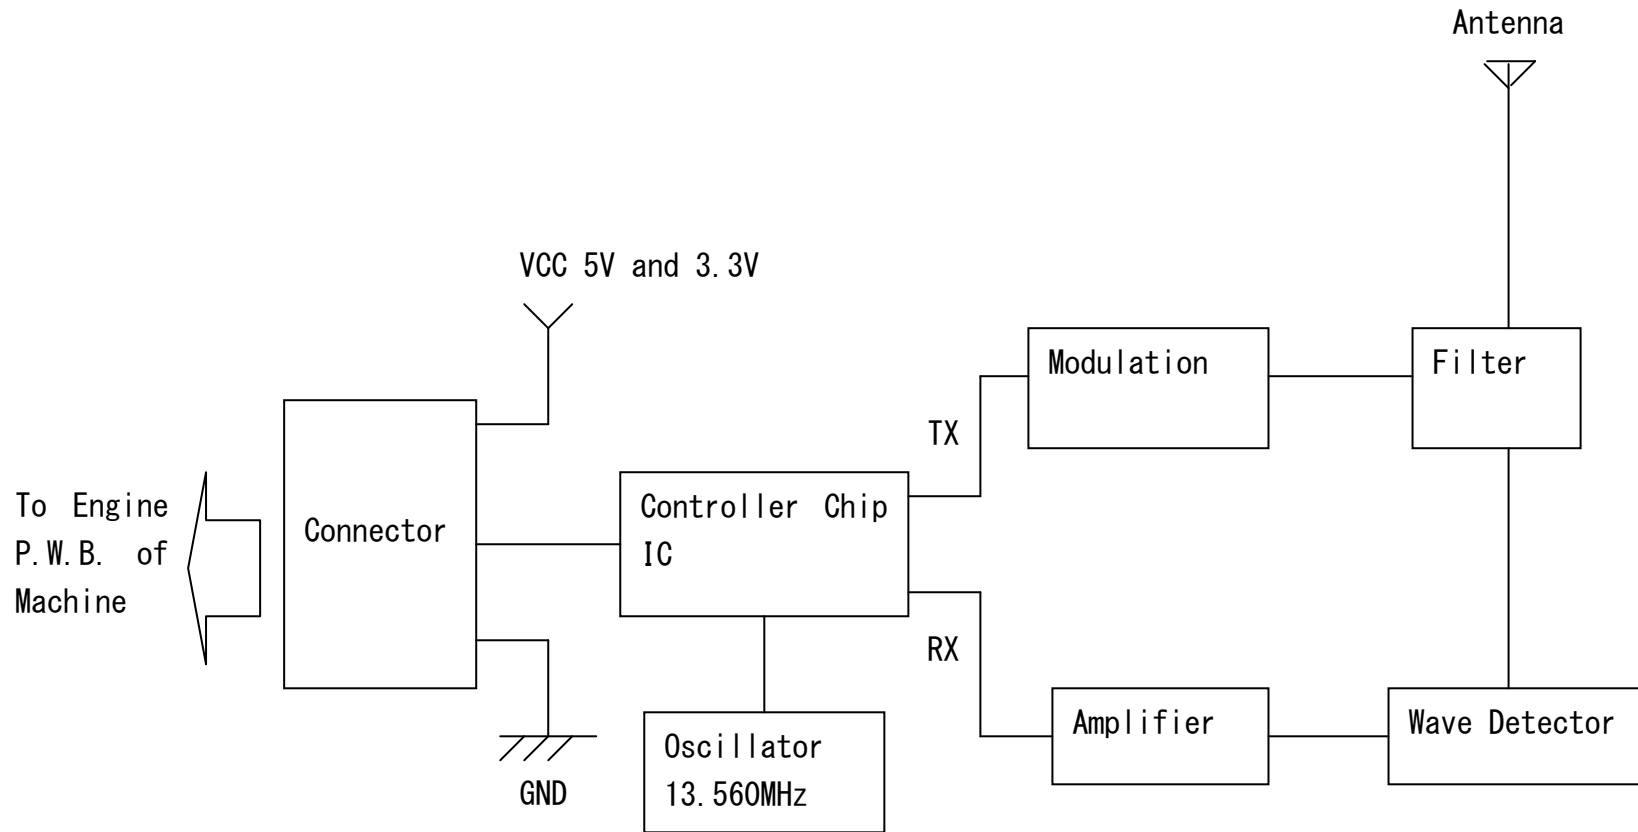 Antenna
VCC 5V and 3.3V
Modulation
Filter
TX
To Engine
P.W.B. of
Machine
Connector
Controller Chip
IC
RX
Amplifier
Wave Detector
Oscillator
13.560MHz
GND